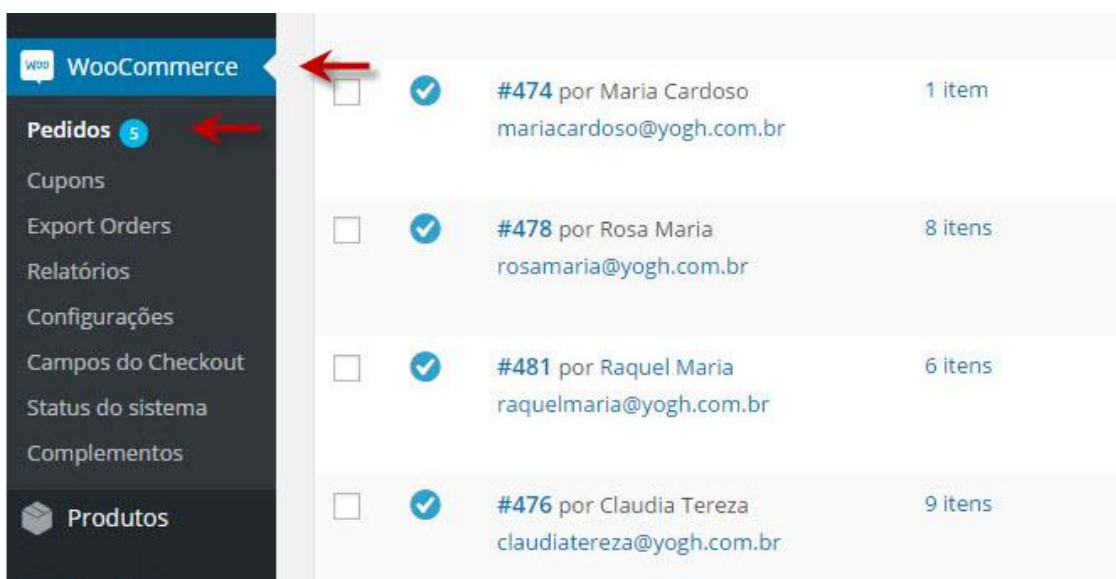 WOO WooCommerce
Pedidos 5
Cupons
Export Orders
Relatórios
Configurações
Campos do Checkout
Status do sistema
Complementos
Produtos
#474 por Maria Cardoso 1 item
mariacardoso@yogh.com.br
#478 por Rosa Maria 8 itens
rosamaria@yogh.com.br
#481 por Raquel Maria 6 itens
raquelmaria@yogh.com.br
#476 por Claudia Tereza 9 itens
claudiatereza@yogh.com.br